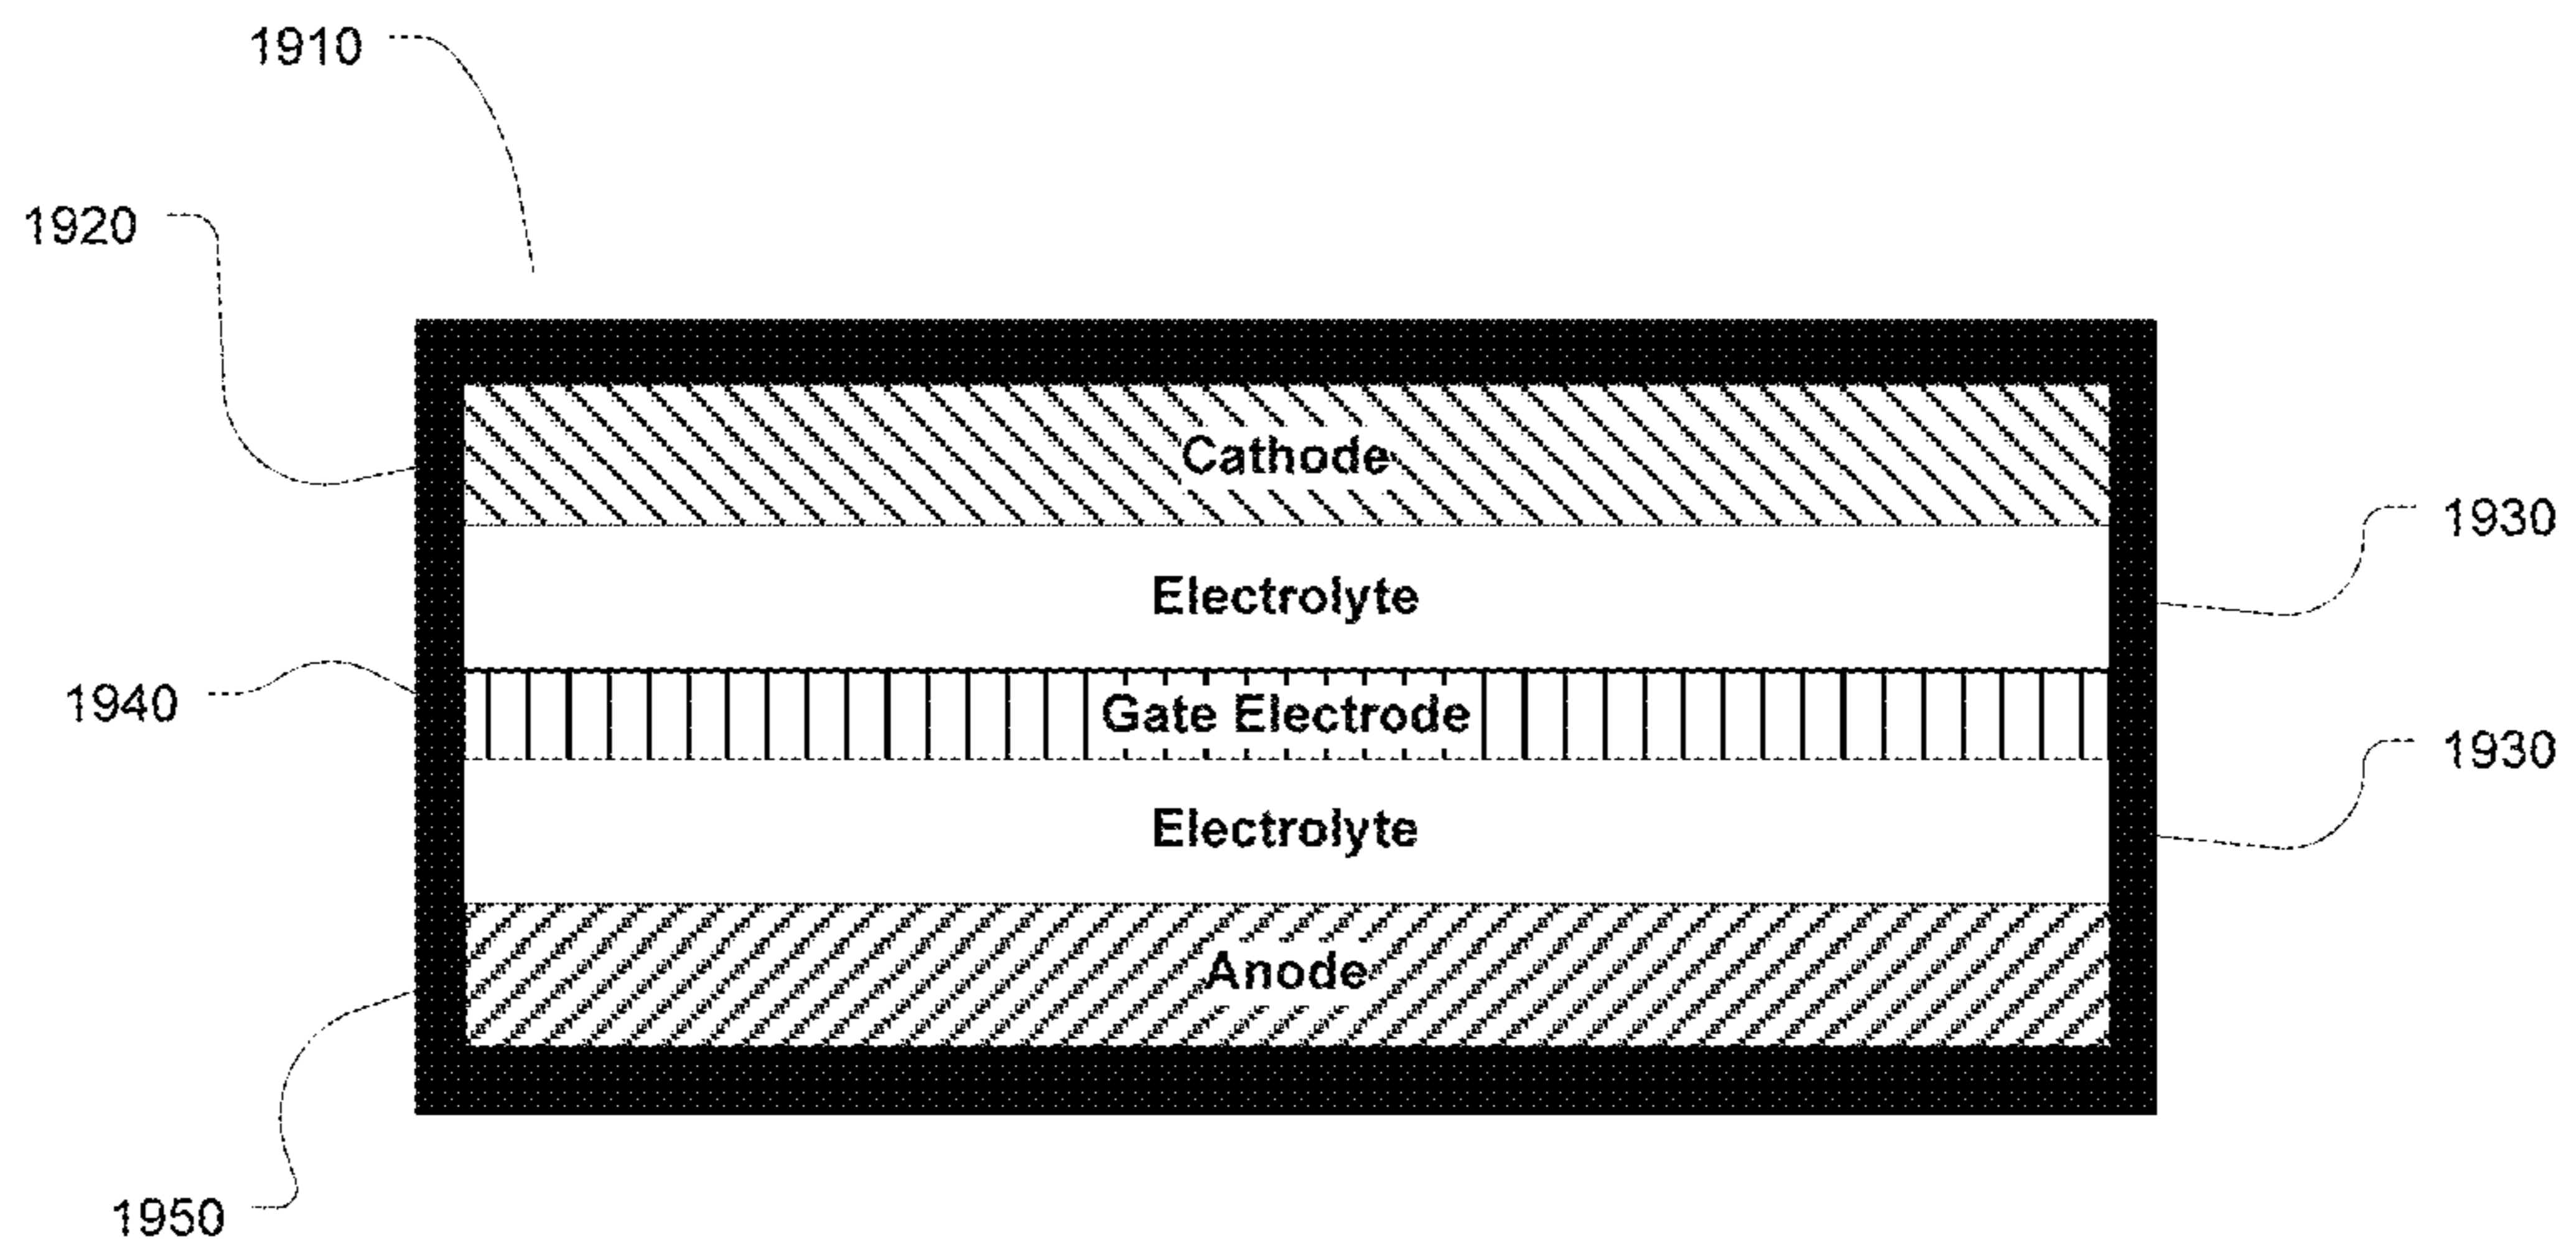 1910
1920
Cathode
1930
Electrolyte
1940
Gate Electrode
1930
Electrolyte
Anode
1950